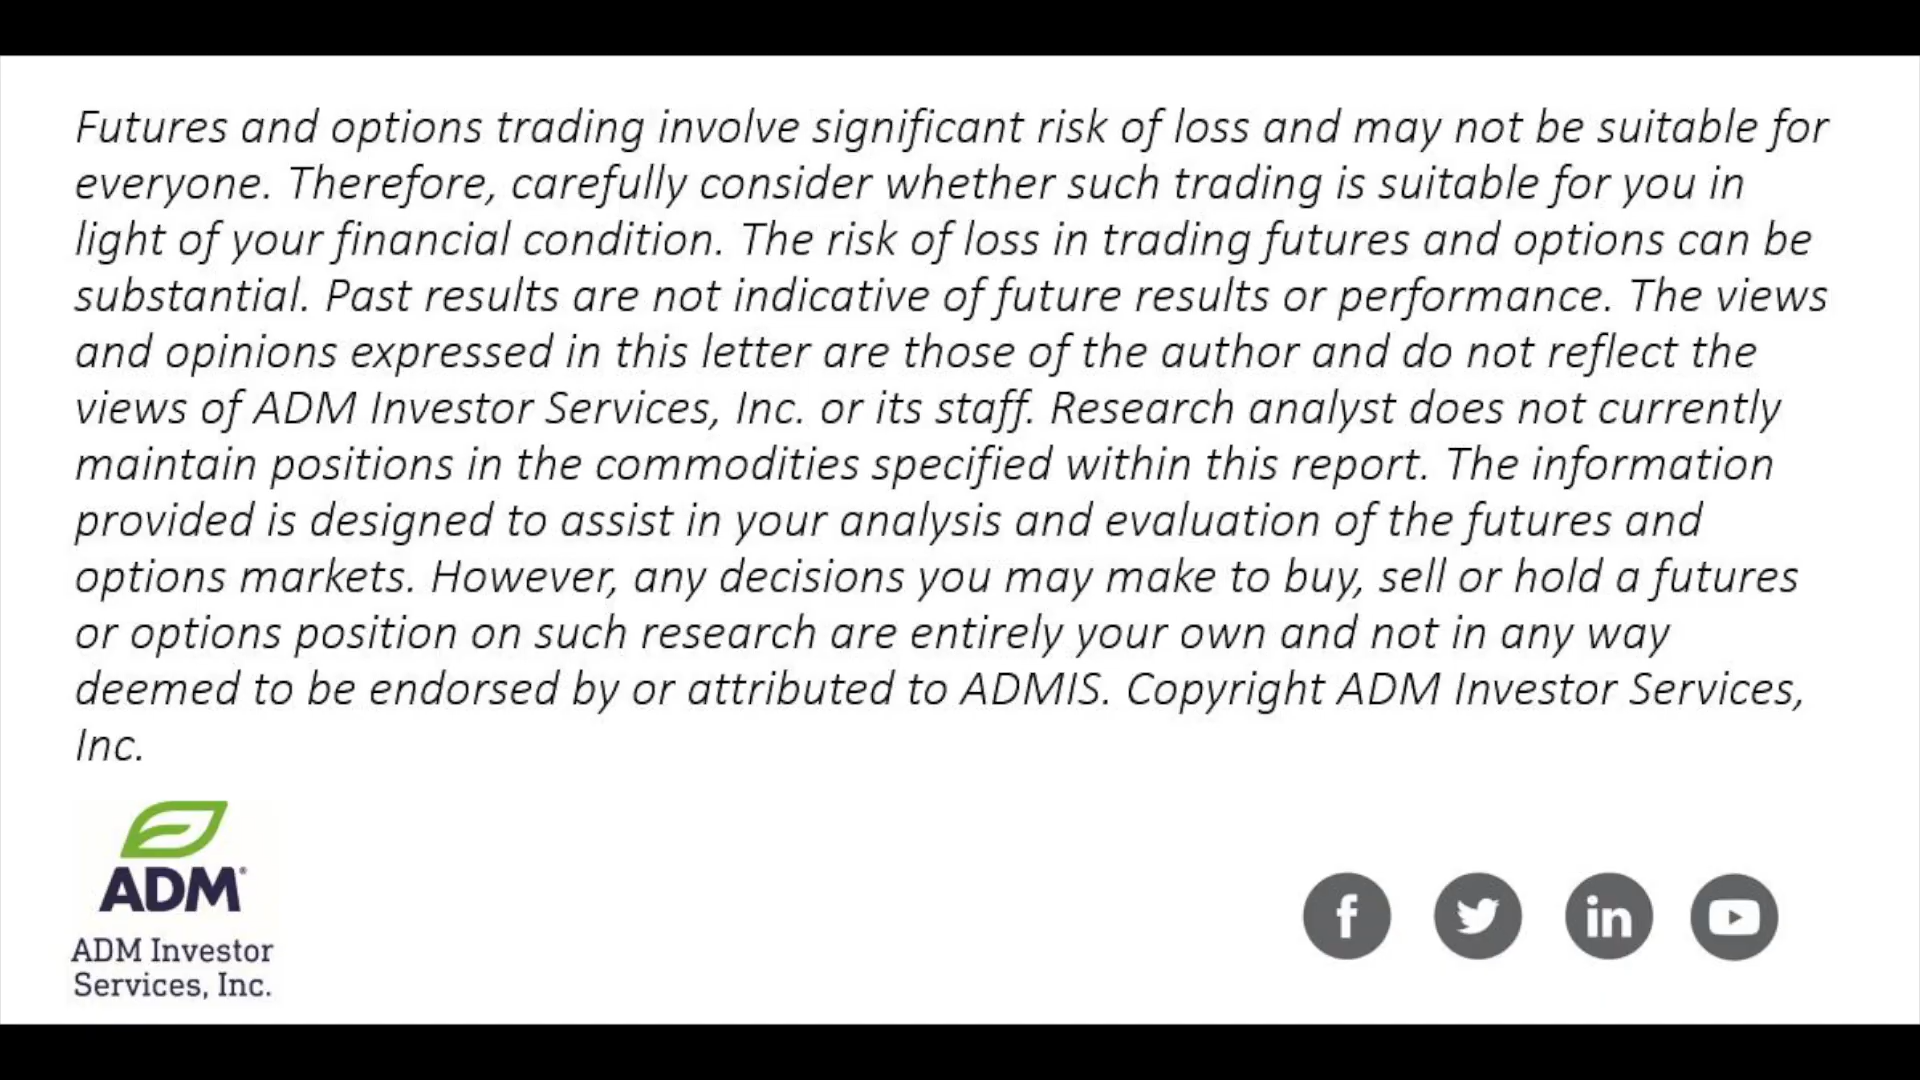 Futures and options trading involve significant risk of loss and may not be suitable for
everyone. Therefore, carefully consider whether such trading is suitable for you in
light of your financial condition. The risk of loss in trading futures and options can be
substantial. Past results are not indicative of future results or performance. The views
and opinions expressed in this letter are those of the author and do not reflect the
views of ADM Investor Services, Inc. or its staff. Research analyst does not currently
maintain positions in the commodities specified within this report. The information
provided is designed to assist in your analysis and evaluation of the futures and
options markets. However, any decisions you may make to buy, sell or hold a futures
or options position on such research are entirely your own and not in any way
deemed to be endorsed by or attributed to ADMIS. Copyright ADM Investor Services,
Inc.
ADM®
ADM Investor
Services, Inc.
f
in